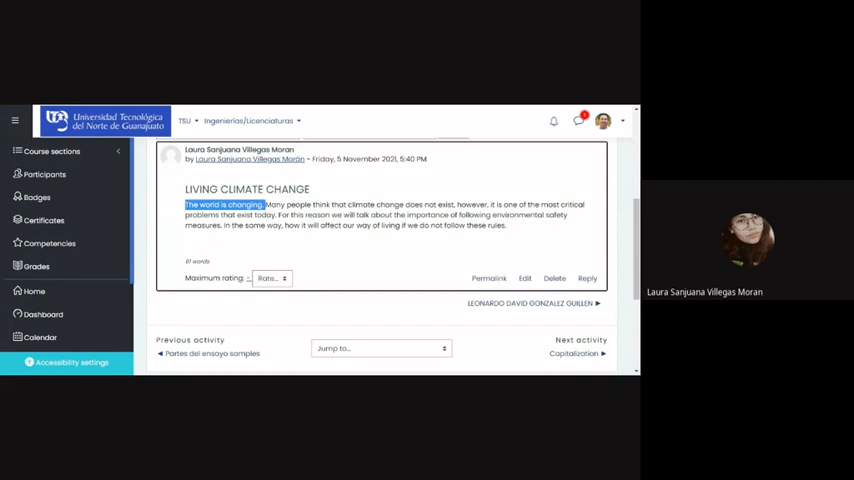 Universidad Tecnológica
del Norte de Guanajuato
TSU
Ingenierías/Licenciaturas
1
Course sections
Participants
Badges
Certificates
Competencies
Grades
Home
Dashboard
Calendar
Accessibility settings
Laura Sanjuana Villegas Moran
by Laura Sanjuana Villegas Morán - Friday, 5 November 2021, 5:40 PM
LIVING CLIMATE CHANGE
The world is changing. Many people think that climate change does not exist, however, it is one of the most critical
problems that exist today. For this reason we will talk about the importance of following environmental safety
measures. In the same way, how it will affect our way of living if we do not follow these rules.
61 words
Maximum rating: - Rate...
Permalink Edit Delete Reply
LEONARDO DAVID GONZALEZ GUILLEN ►
Previous activity
◄ Partes del ensayo samples
Jump to...
Next activity
Capitalization ►
Laura Sanjuana Villegas Moran